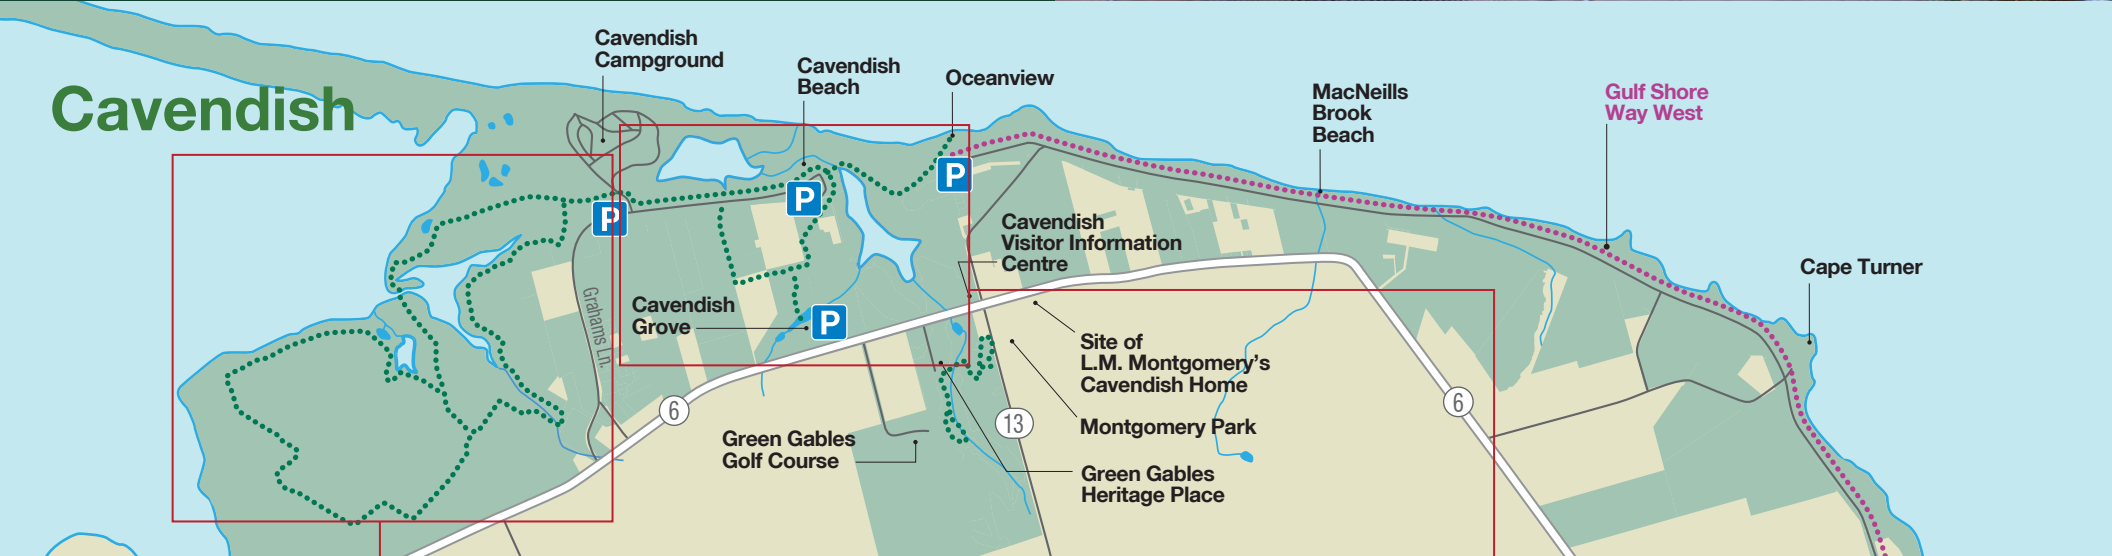 Cavendish
Cavendish
Campground
Cavendish
Beach
Oceanview
MacNeills
Brook
Beach
Gulf Shore
Way West
P
P
P
Cavendish
Visitor Information
Centre
Cape Turner
Grahams Ln.
Cavendish
Grove
P
Site of
L.M. Montgomery's
Cavendish Home
6
6
13
Montgomery Park
Green Gables
Golf Course
Green Gables
Heritage Place